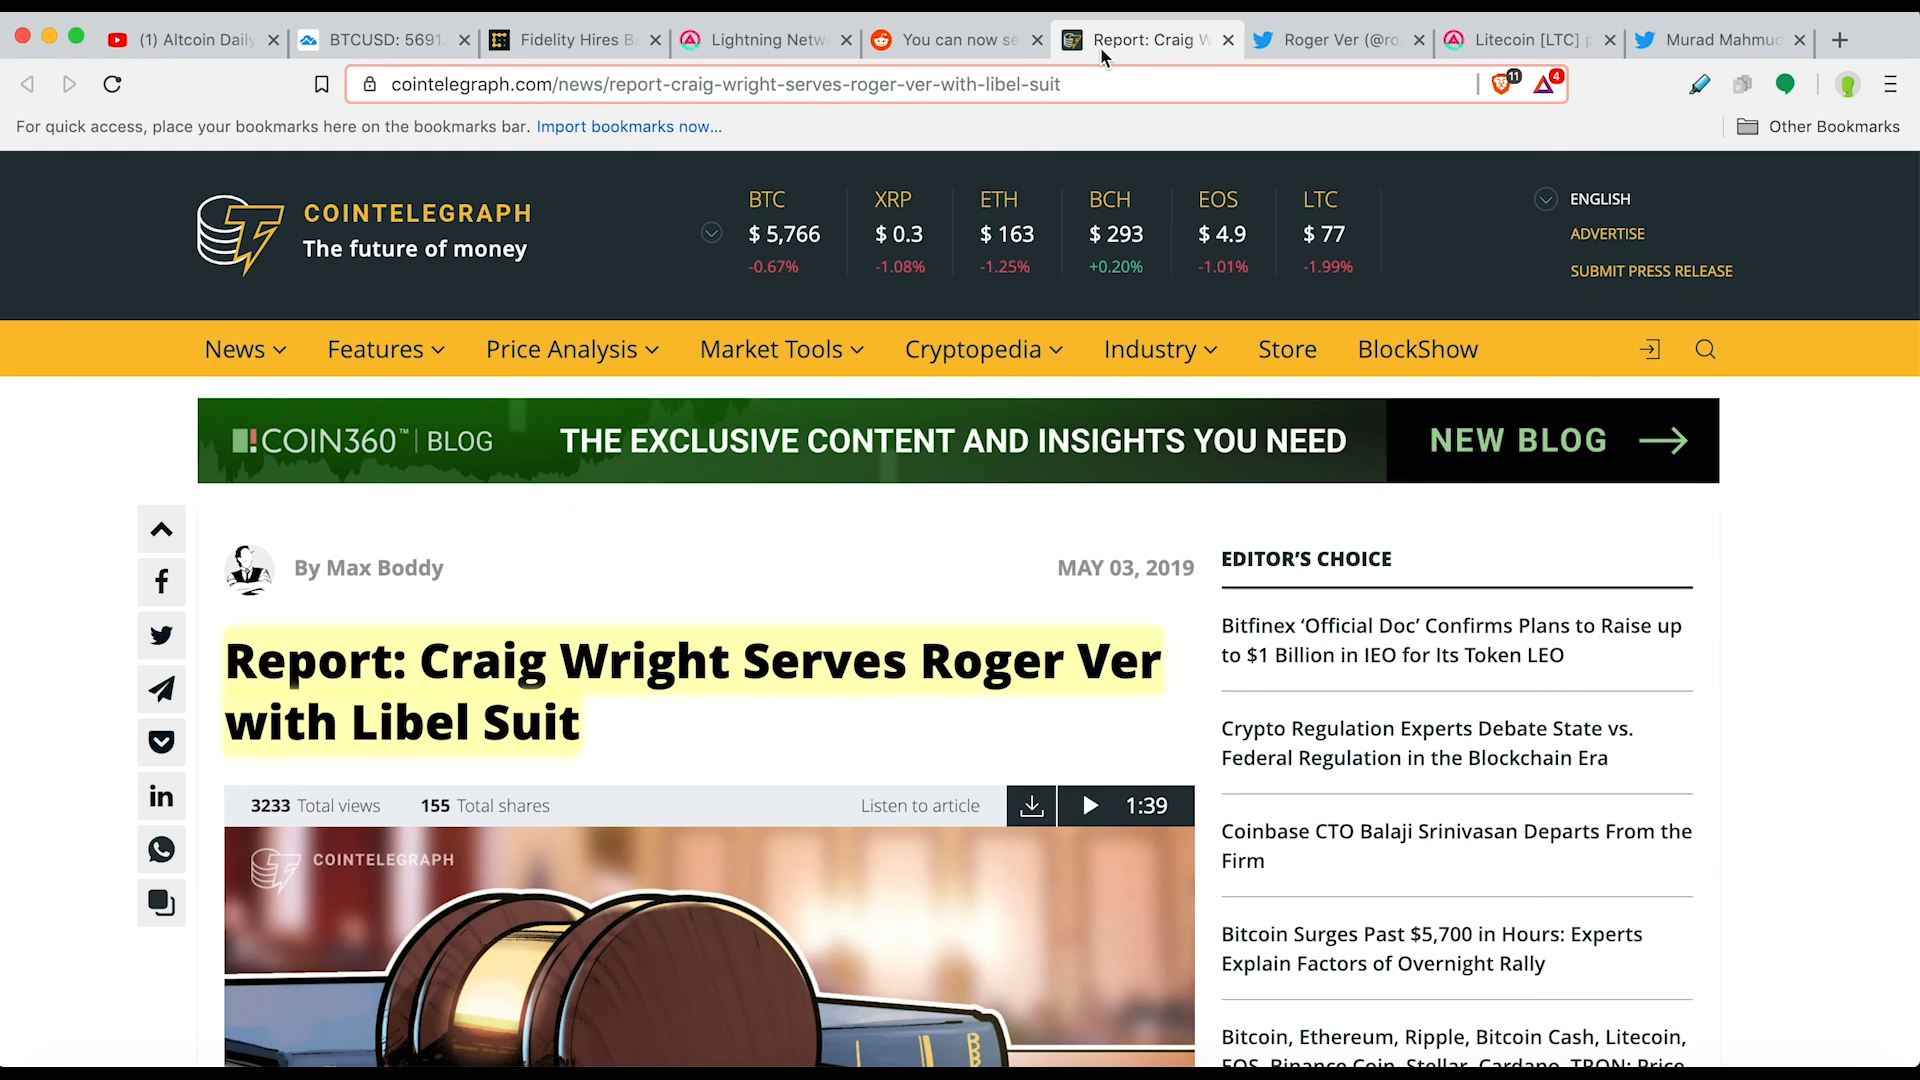 (1) Altcoin Daily
BTCUSD: 5691.
Fidelity Hires B
Lightning Netw
You can now se
Report: Craig W
Roger Ver (@ro
Litecoin [LTC] p
Murad Mahmud
cointelegraph.com/news/report-craig-wright-serves-roger-ver-with-libel-suit
11
4
For quick access, place your bookmarks here on the bookmarks bar. Import bookmarks now...
Other Bookmarks
COINTELEGRAPH
The future of money
BTC
$ 5,766
-0.67%
XRP
$ 0.3
-1.08%
ETH
$ 163
-1.25%
BCH
$ 293
+0.20%
EOS
$ 4.9
-1.01%
LTC
$ 77
-1.99%
ENGLISH
ADVERTISE
SUBMIT PRESS RELEASE
News
Features
Price Analysis
Market Tools
Cryptopedia
Industry
Store
BlockShow
COIN360™ | BLOG
THE EXCLUSIVE CONTENT AND INSIGHTS YOU NEED
NEW BLOG
By Max Boddy
MAY 03, 2019
Report: Craig Wright Serves Roger Ver
with Libel Suit
3233 Total views
155 Total shares
Listen to article
1:39
COINTELEGRAPH
EDITOR’S CHOICE
Bitfinex ‘Official Doc’ Confirms Plans to Raise up
to $1 Billion in IEO for Its Token LEO
Crypto Regulation Experts Debate State vs.
Federal Regulation in the Blockchain Era
Coinbase CTO Balaji Srinivasan Departs From the
Firm
Bitcoin Surges Past $5,700 in Hours: Experts
Explain Factors of Overnight Rally
Bitcoin, Ethereum, Ripple, Bitcoin Cash, Litecoin,
EOS, Binance Coin, Stellar, Cardano, TRON: Price